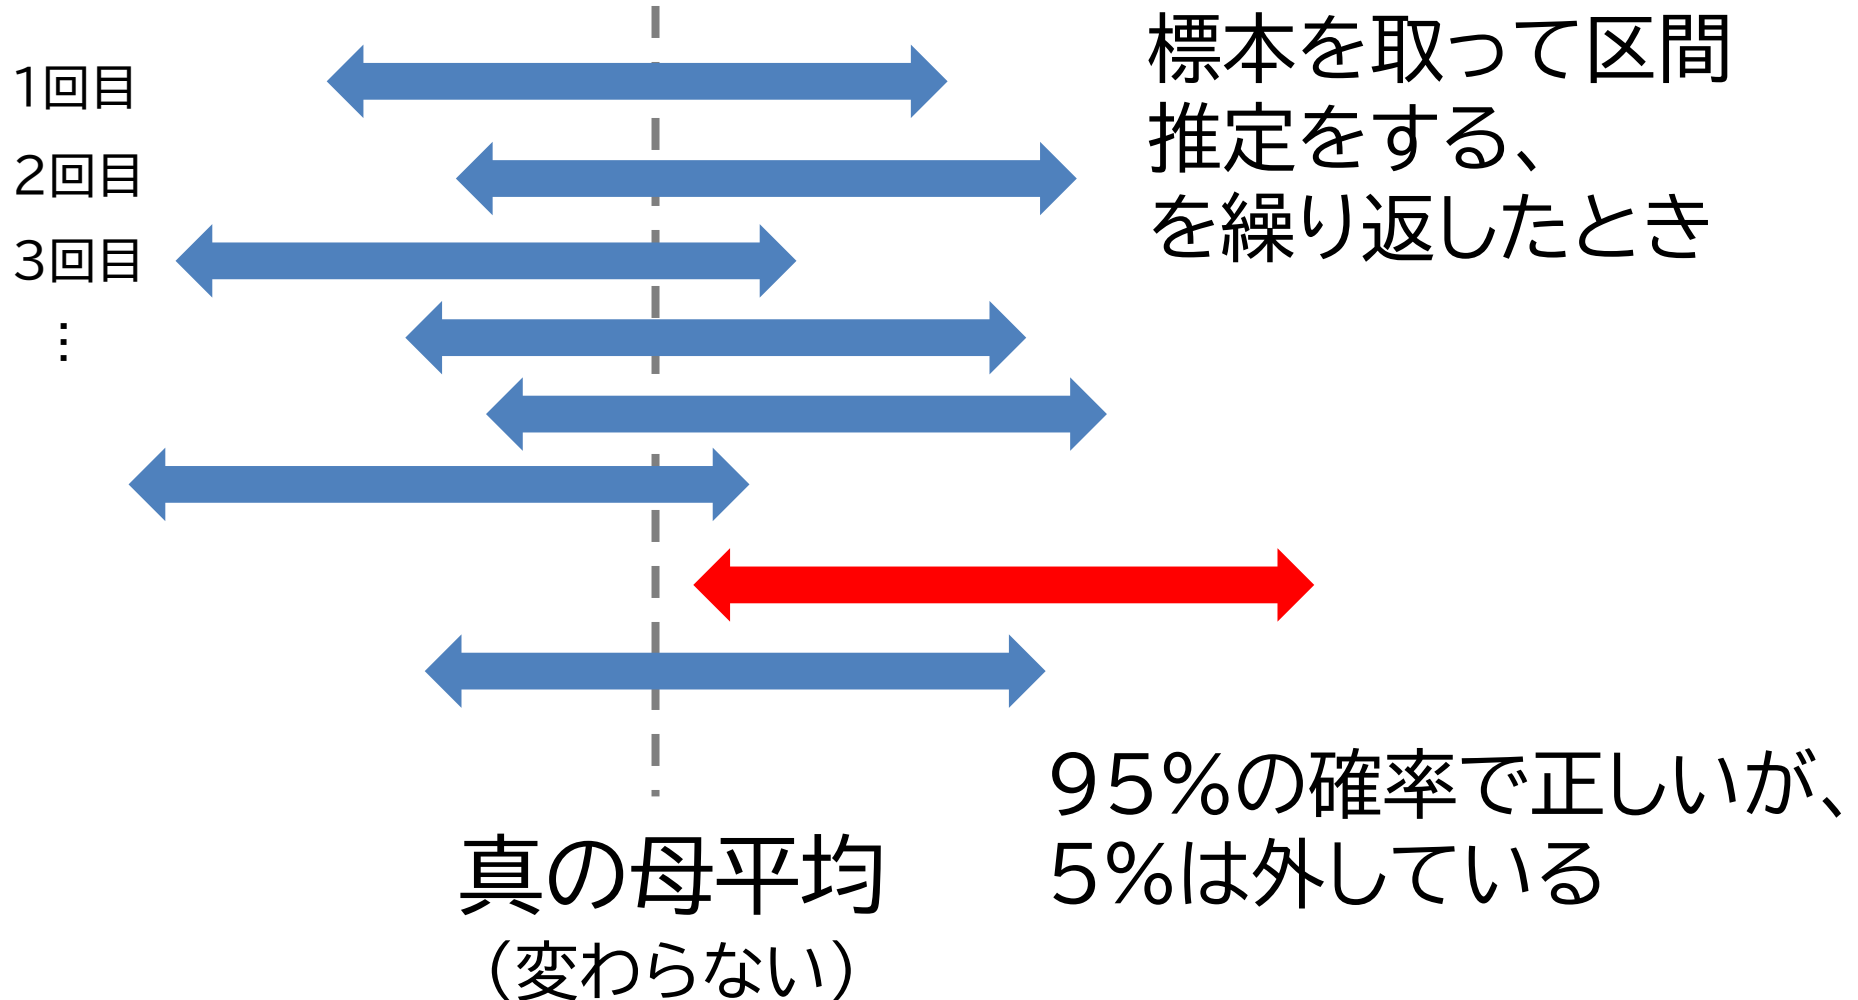 標本を取って区間
推定をする、
を繰り返したとき
1回目
2回目
3回目
⋮
95%の確率で正しいが、
5%は外している
真の母平均
（変わらない）